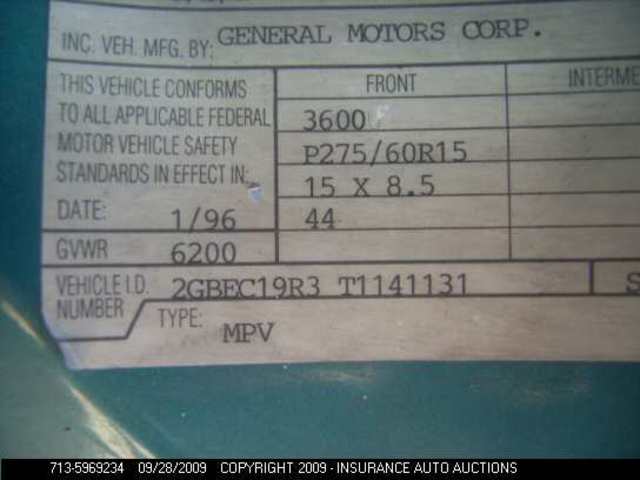 INC. VEH. MFG. BY: GENERAL MOTORS CORP.
THIS VEHICLE CONFORMS
TO ALL APPLICABLE FEDERAL
MOTOR VEHICLE SAFETY
STANDARDS IN EFFECT IN:
DATE: 1/96
GVWR 6200
FRONT INTERME
3600
P275/60R15
15 X 8.5
44
VEHICLE I.D. 2GBEC19R3 T1141131 S
NUMBER
TYPE: MPV
713-5969234 09/28/2009 COPYRIGHT 2009 - INSURANCE AUTO AUCTIONS